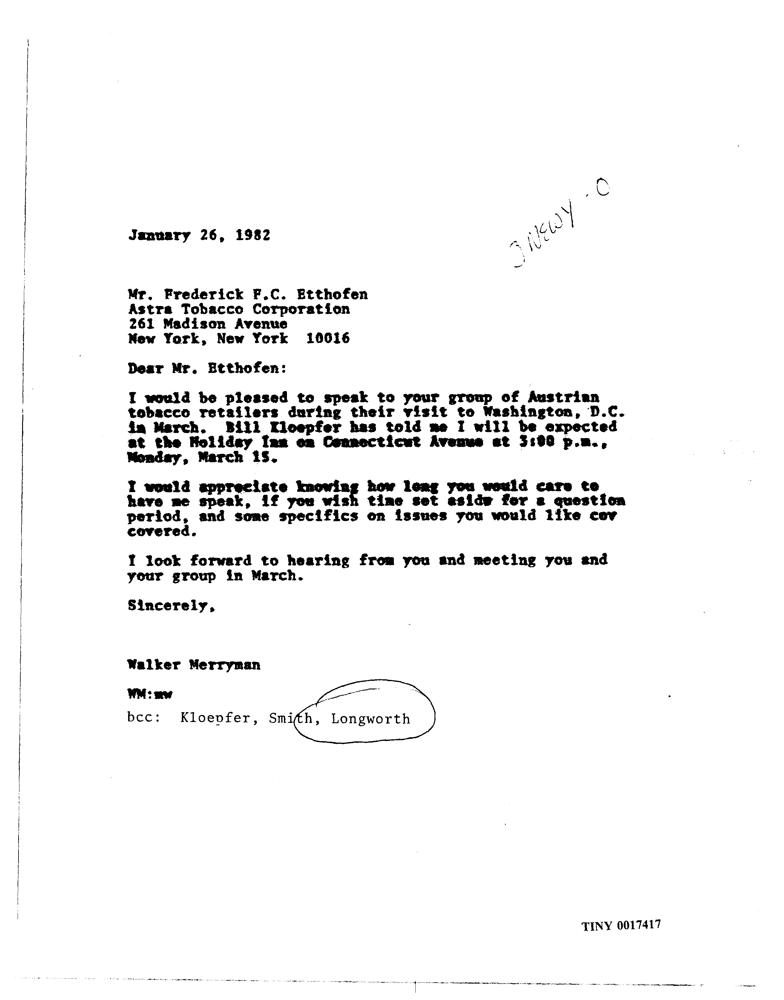 3 NEWY - O
January 26, 1982
Mr. Frederick F.C. Etthofen
Astra Tobacco Corporation
261 Madison Avenue
New York, New York 10016
Dear Mr. Etthofen:
I would be pleased to speak to your group of Austrian
tobacco retailers during their visit to Washington, D.C.
in March. Bill Kloepfer has told me I will be expected
at the Holiday Inn on Connecticut Avenue at 3:00 p.m.,
Monday, March 15.
I would appreciate knowing how long you would care to
have me speak, if you wish time set aside for a question
period, and some specifics on issues you would like cov
covered.
I look forward to hearing from you and meeting you and
your group in March.
Sincerely,
Walker Merryman
WM:mw
bcc: Kloepfer, Smith, Longworth
TINY 0017417